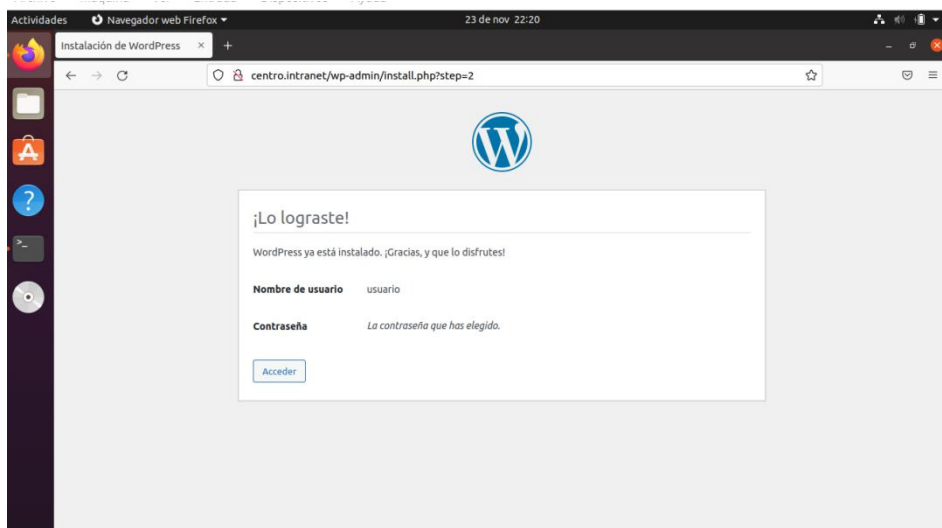 Actividades Navegador web Firefox 23 de nov 22:20
Instalación de WordPress
centro.intranet/wp-admin/install.php?step=2
¡Lo lograste!
WordPress ya está instalado. ¡Gracias, y que lo disfrutes!
Nombre de usuario usuario
Contraseña La contraseña que has elegido.
Acceder